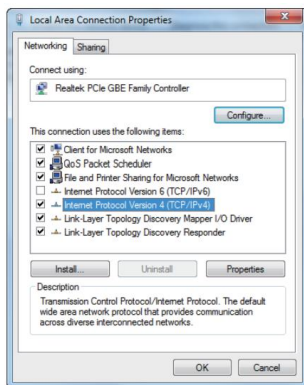 Local Area Connection Properties
Networking
Sharing
Connect using:
Realtek PCIe GBE Family Controller
Configure...
This connection uses the following items:
Client for Microsoft Networks
QoS Packet Scheduler
File and Printer Sharing for Microsoft Networks
Internet Protocol Version 6 (TCP/IPv6)
Internet Protocol Version 4 (TCP/IPv4)
Link-Layer Topology Discovery Mapper I/O Driver
Link-Layer Topology Discovery Responder
Install...
Uninstall
Properties
Description
Transmission Control Protocol/Internet Protocol. The default
wide area network protocol that provides communication
across diverse interconnected networks.
OK
Cancel